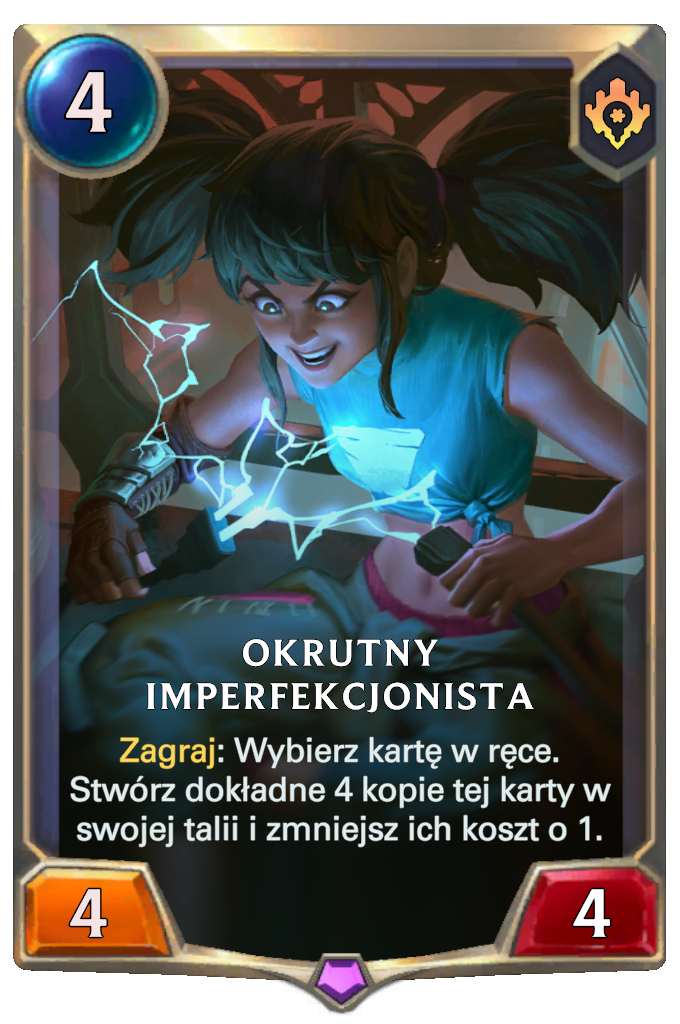 4
OKRUTNY
IMPERFEKCJONISTA
Zagraj: Wybierz kartę w ręce.
Stwórz dokładne 4 kopie tej karty w
swojej talii i zmniejsz ich koszt o 1.
4
4